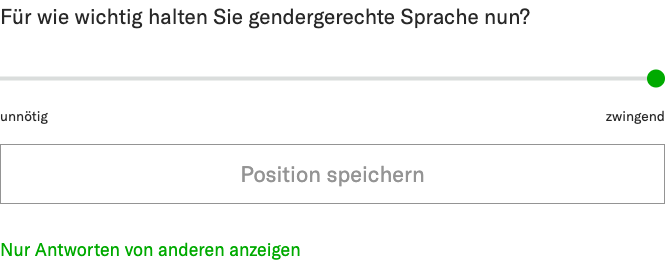 Für wie wichtig halten Sie gendergerechte Sprache nun?
unnötig zwingend
Position speichern
Nur Antworten von anderen anzeigen